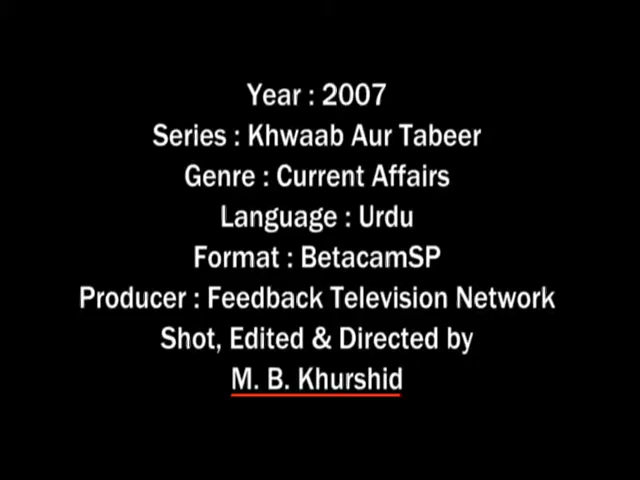 Year : 2007
Series : Khwaab Aur Tabeer
Genre : Current Affairs
Language : Urdu
Format : BetacamSP
Producer : Feedback Television Network
Shot, Edited & Directed by
M. B. Khurshid